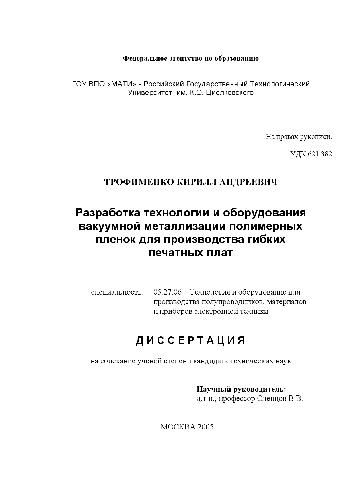 Федеральное агентство по образованию
ГОУ ВПО «МАТИ» - Российский Государственный Технологический
Университет им. К.Э. Циолковского
На правах рукописи.
УДК 621.382
ТРОФИМЕНКО КИРИЛЛ АНДРЕЕВИЧ
Разработка технологии и оборудования
вакуумной металлизации полимерных
пленок для производства гибких
печатных плат
специальность: 05.27.06 – Технология и оборудование для
производства полупроводников, материалов
и приборов электронной техники
ДИССЕРТАЦИЯ
на соискание ученой степени кандидата технических наук
Научный руководитель:
д.т.н., профессор Слепцов В.В.
МОСКВА 2005